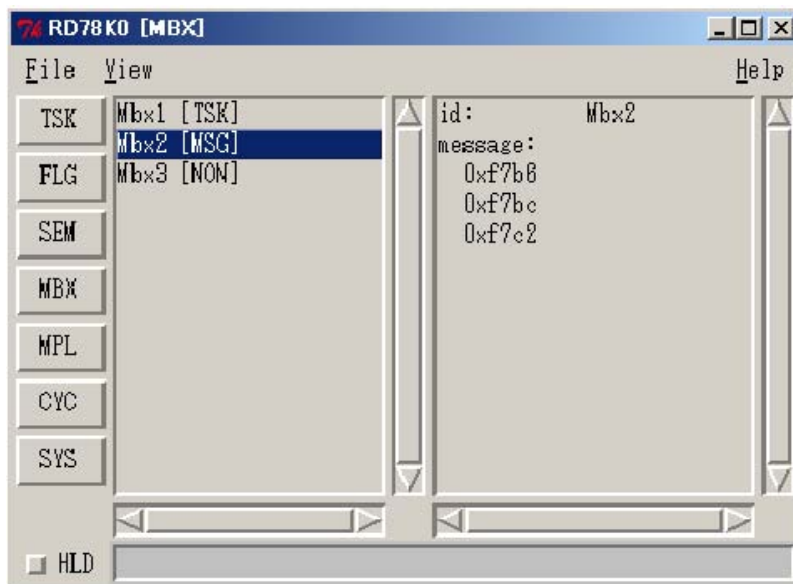 RD78K0 [MBX]
File View Help
TSK
FLG
SEM
MBX
MPL
CYC
SYS
Mbx1 [TSK]
Mbx2 [MSG]
Mbx3 [NON]
id: Mbx2
message:
0xf7b6
0xf7bc
0xf7c2
HLD